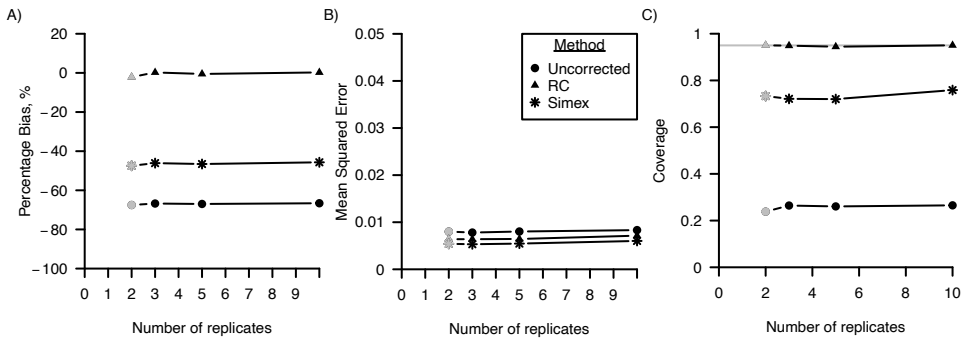 A)
Percentage Bias, %
20
0
−20
−40
−60
−80
−100
0 1 2 3 4 5 6 7 8 9
Number of replicates
B)
Mean Squared Error
0.05
0.04
0.03
0.02
0.01
0
0 1 2 3 4 5 6 7 8 9
Number of replicates
Method
Uncorrected
RC
Simex
C)
Coverage
1
0.8
0.6
0.4
0.2
0
0 2 4 6 8 10
Number of replicates